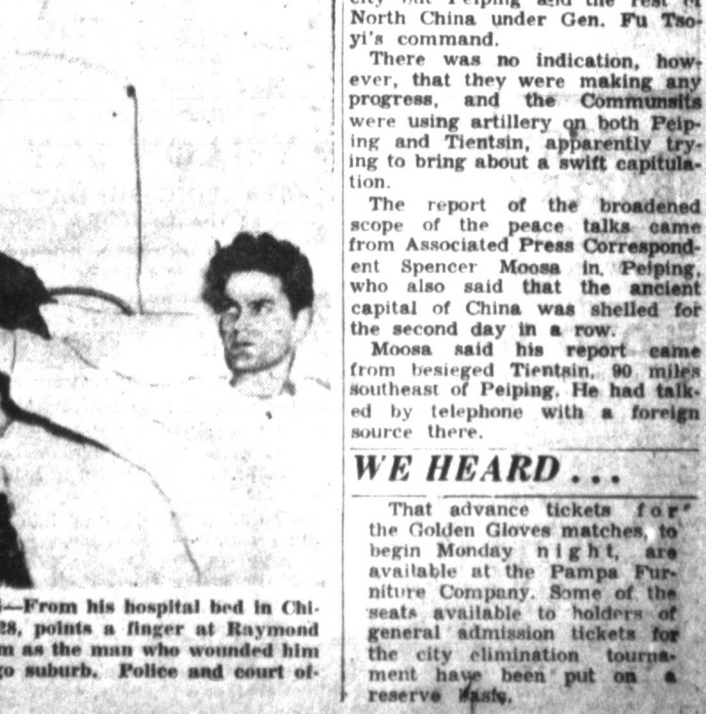 North China under Gen. Fu Tso-
yi's command.
There was no indication, how-
ever, that they were making any
progress, and the Communsits
were using artillery on both Peip-
ing and Tientsin, apparently try-
ing to bring about a swift capitula-
tion.
The report of the broadened
scope of the peace talks came
from Associated Press Correspond-
ent Spencer Moosa in Peiping,
who also said that the ancient
capital of China was shelled for
the second day in a row.
Moosa said his report came
from besieged Tientsin, 90 miles
southeast of Peiping. He had talk-
ed by telephone with a foreign
source there.
WE HEARD ...
That advance tickets for
the Golden Gloves matches, to
begin Monday night, are
available at the Pampa Fur-
niture Company. Some of the
seats available to holders of
general admission tickets for
the city elimination tourna-
ment have been put on a
reserve basis.
—From his hospital bed in Chi-
28, points a finger at Raymond
m as the man who wounded him
go suburb. Police and court of-